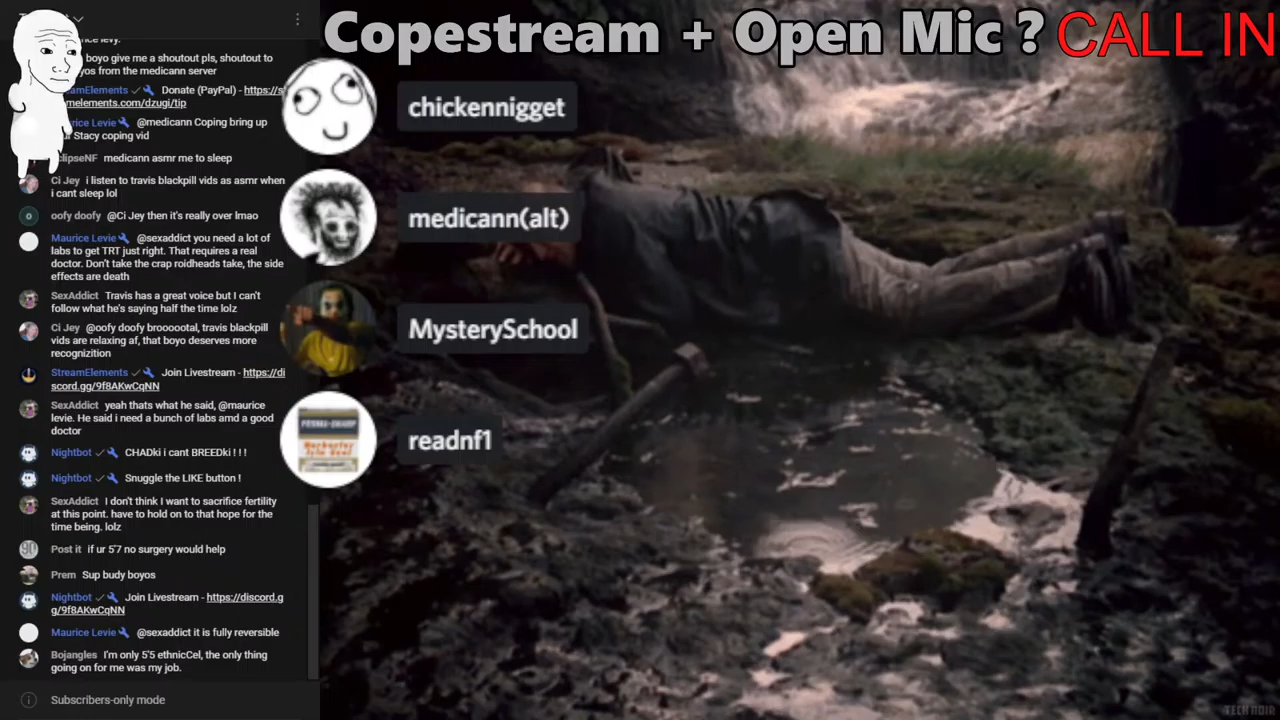 Copestream + Open Mic ? CALL IN
boyo give me a shoutout pls, shoutout to
from the medicann server
Donate (PayPal) - https://s
melements.com/dzugi/tip
@medicann Coping bring up
Stacy coping vid
medicann asmr me to sleep
Ci Jey i listen to travis blackpill vids as asmr when
i cant sleep lol
oofy doofy @Ci Jey then it's really over lmao
Maurice Levie @sexaddict you need a lot of
labs to get TRT just right. That requires a real
doctor. Don't take the crap roidheads take, the side
effects are death
SexAddict Travis has a great voice but I can't
follow what he's saying half the time lolz
Ci Jey @oofy doofy broooootal, travis blackpill
vids are relaxing af, that boyo deserves more
recognizition
StreamElements Join Livestream - https://di
scord.gg/9f8AKwCqNN
SexAddict yeah thats what he said, @maurice
levie. He said i need a bunch of labs amd a good
doctor
Nightbot CHADki i cant BREEDki ! ! !
Nightbot Snuggle the LIKE button !
SexAddict I don't think I want to sacrifice fertility
at this point. have to hold on to that hope for the
time being. lolz
Post it if ur 5'7 no surgery would help
Prem Sup budy boyos
Nightbot Join Livestream - https://discord.g
g/9f8AKwCqNN
Maurice Levie @sexaddict it is fully reversible
Bojangles I'm only 5'5 ethnicCel, the only thing
going on for me was my job.
Subscribers-only mode
chickennigget
medicann(alt)
MysterySchool
readnf1
TECH NOIR